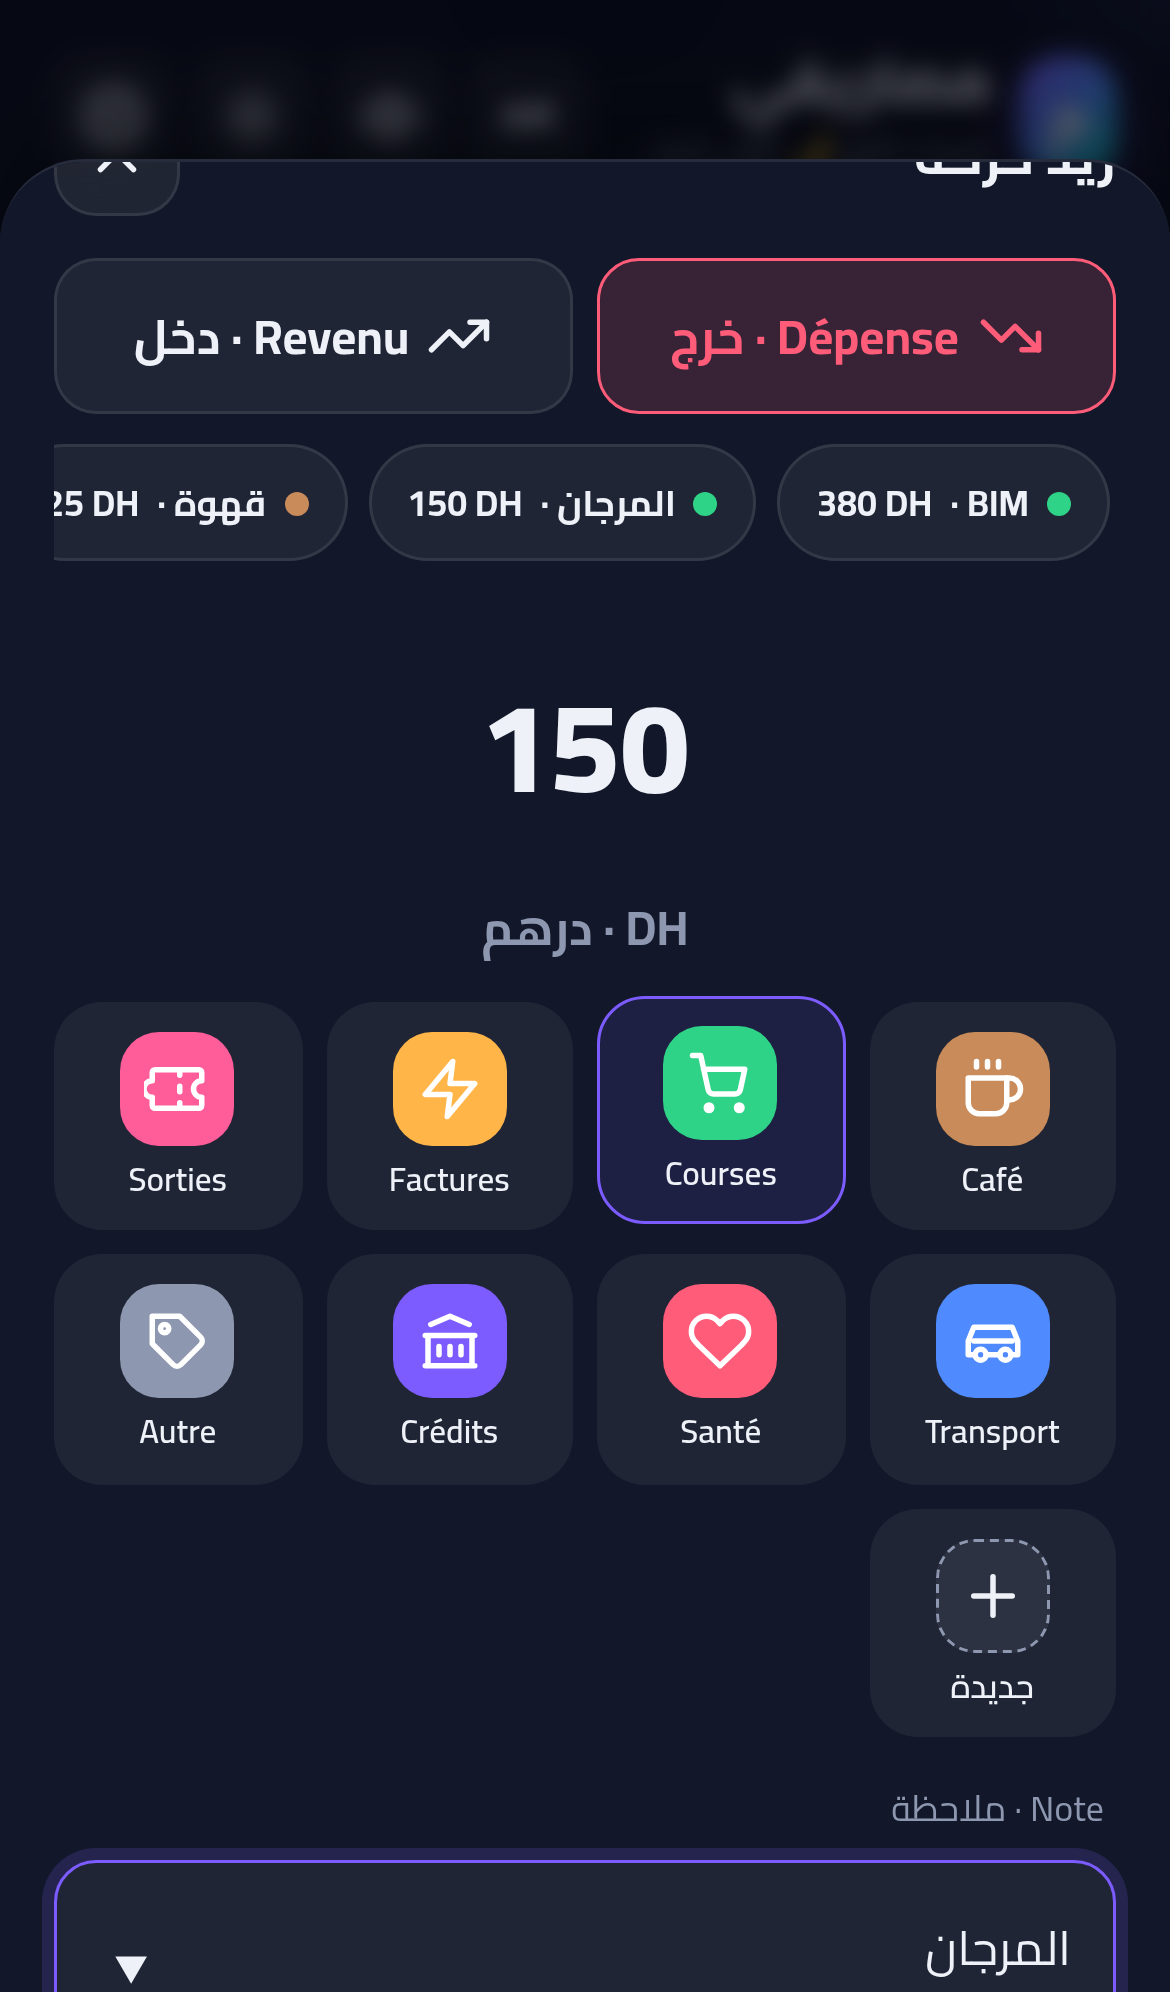 Dépense · خرج
Revenu · دخل
BIM · 380 DH
المرجان · 150 DH
قهوة · 25 DH
150
DH · درهم
Café
Courses
Factures
Sorties
Transport
Santé
Crédits
Autre
جديدة
Note · ملاحظة
المرجان